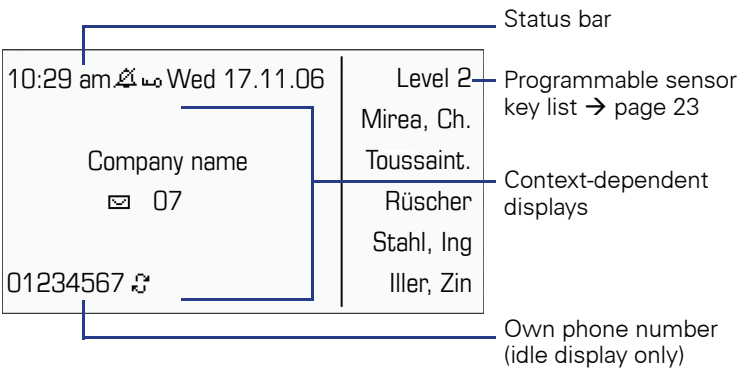 Status bar
10:29 am Wed 17.11.06
Level 2
Programmable sensor
key list → page 23
Mirea, Ch.
Company name
Toussaint.
Context-dependent
displays
07
Rüscher
Stahl, Ing
01234567
Iller, Zin
Own phone number
(idle display only)